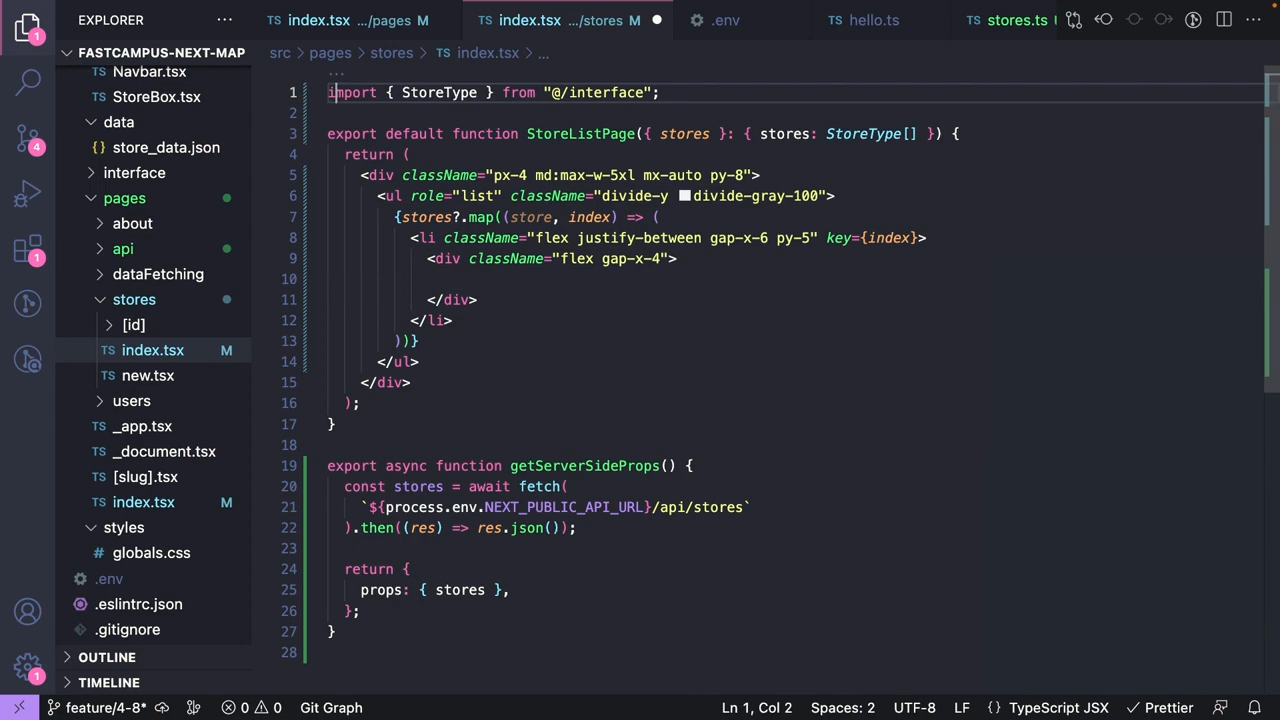 EXPLORER
index.tsx .../pages M
index.tsx .../stores M
.env
hello.ts
stores.ts
FASTCAMPUS-NEXT-MAP
Navbar.tsx
StoreBox.tsx
data
store_data.json
interface
pages
about
api
dataFetching
stores
[id]
index.tsx M
new.tsx
users
_app.tsx
_document.tsx
[slug].tsx
index.tsx M
styles
globals.css
.env
.eslintrc.json
.gitignore
OUTLINE
TIMELINE
1
4
1
1
src > pages > stores > TS index.tsx > ...
1 import { StoreType } from "@/interface";
2
3 export default function StoreListPage({ stores }: { stores: StoreType[] }) {
4 return (
5 <div className="px-4 md:max-w-5xl mx-auto py-8">
6 <ul role="list" className="divide-y divide-gray-100">
7 {stores?.map((store, index) => (
8 <li className="flex justify-between gap-x-6 py-5" key={index}>
9 <div className="flex gap-x-4">
10
11 </div>
12 </li>
13 ))}
14 </ul>
15 </div>
16 );
17 }
18
19 export async function getServerSideProps() {
20 const stores = await fetch(
21 `${process.env.NEXT_PUBLIC_API_URL}/api/stores`
22 ).then((res) => res.json());
23
24 return {
25 props: { stores },
26 };
27 }
28
feature/4-8* 0 0 Git Graph Ln 1, Col 2 Spaces: 2 UTF-8 LF {} TypeScript JSX Prettier